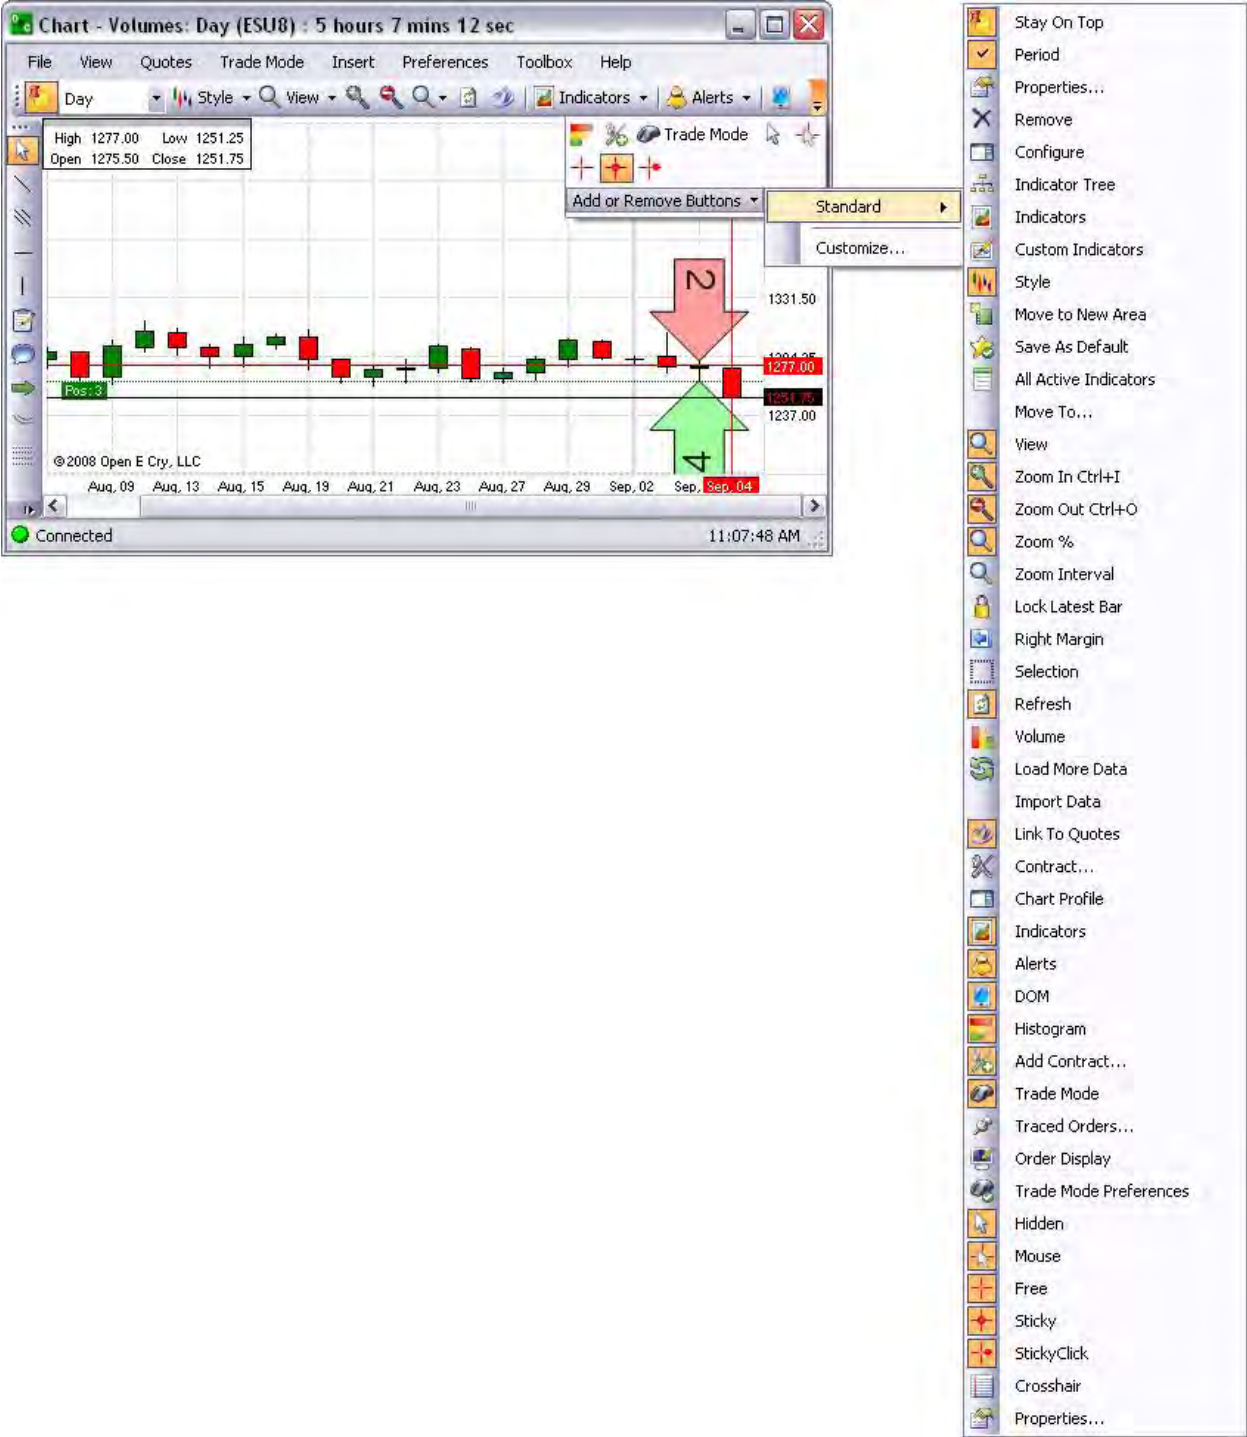 Chart - Volumes: Day (ESU8) : 5 hours 7 mins 12 sec
File View Quotes Trade Mode Insert Preferences Toolbox Help
Day Style View Indicators Alerts
High 1277.00 Low 1251.25
Open 1275.50 Close 1251.75
Trade Mode
Add or Remove Buttons
Standard
Customize...
2
1331.50
1277.00
1251.75
1237.00
Pos: 3
4
©2008 Open E Cry, LLC
Aug, 09 Aug, 13 Aug, 15 Aug, 19 Aug, 21 Aug, 23 Aug, 27 Aug, 29 Sep, 02 Sep, Sep, 04
Connected 11:07:48 AM
Stay On Top
Period
Properties...
Remove
Configure
Indicator Tree
Indicators
Custom Indicators
Style
Move to New Area
Save As Default
All Active Indicators
Move To...
View
Zoom In Ctrl+I
Zoom Out Ctrl+O
Zoom %
Zoom Interval
Lock Latest Bar
Right Margin
Selection
Refresh
Volume
Load More Data
Import Data
Link To Quotes
Contract...
Chart Profile
Indicators
Alerts
DOM
Histogram
Add Contract...
Trade Mode
Traced Orders...
Order Display
Trade Mode Preferences
Hidden
Mouse
Free
Sticky
StickyClick
Crosshair
Properties...